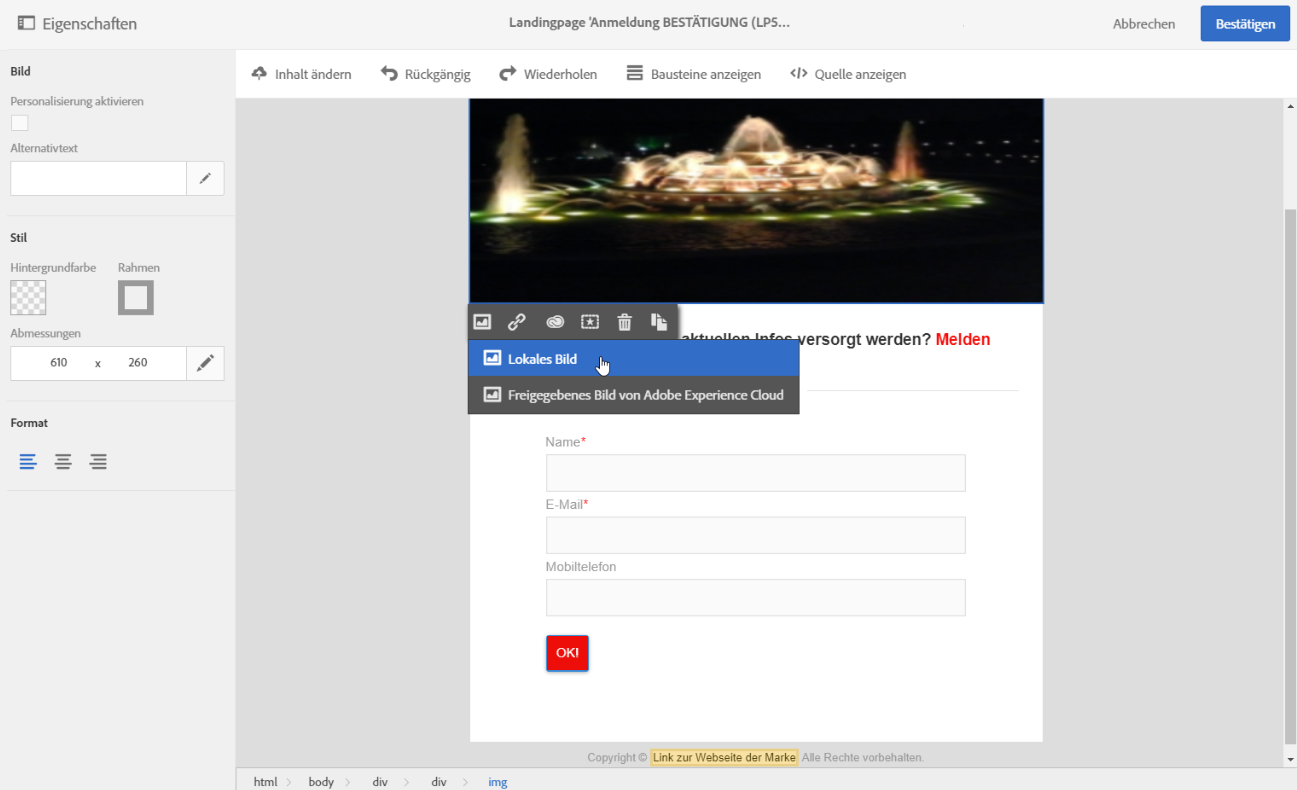 Eigenschaften
Landingpage 'Anmeldung BESTÄTIGUNG (LP5...
Abbrechen
Bestätigen
Inhalt ändern
Rückgängig
Wiederholen
Bausteine anzeigen
Quelle anzeigen
Bild
Personalisierung aktivieren
Alternativtext
Stil
Hintergrundfarbe
Rahmen
Abmessungen
610 x 260
Format
aktuellen Infos versorgt werden? Melden
Lokales Bild
Freigegebenes Bild von Adobe Experience Cloud
Name*
E-Mail*
Mobiltelefon
OK!
Copyright © Link zur Webseite der Marke Alle Rechte vorbehalten.
html
body
div
div
img